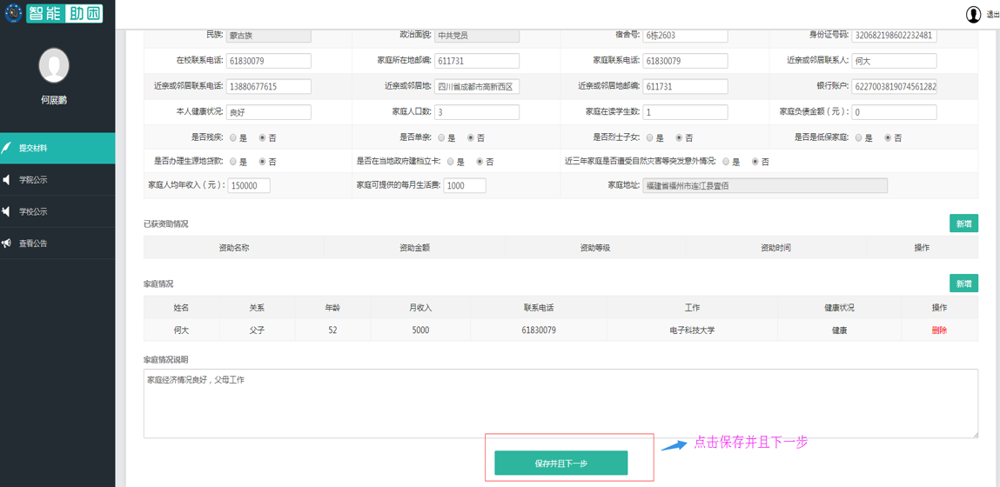 智能助困
退出
何展鹏
提交材料
学院公示
学校公示
查看公告
民族: 蒙古族 政治面貌: 中共党员 宿舍号: 6栋2603 身份证号码: 320682198602232481
在校联系电话: 61830079 家庭所在地邮编: 611731 家庭联系电话: 61830079 近亲或邻居联系人: 何大
近亲或邻居联系电话: 13880677615 近亲或邻居地: 四川省成都市高新西区 近亲或邻居地邮编: 611731 银行账户: 6227003819074561282
本人健康状况: 良好 家庭人口数: 3 家庭在读学生数: 1 家庭负债金额（元）: 0
是否残疾: 是 否 是否单亲: 是 否 是否烈士子女: 是 否 是否是低保家庭: 是 否
是否办理生源地贷款: 是 否 是否在当地政府建档立卡: 是 否 近三年家庭是否遭受自然灾害等突发意外情况: 是 否
家庭人均年收入（元）: 150000 家庭可提供的每月生活费: 1000 家庭地址: 福建省福州市连江县壹佰
已获资助情况 新增
资助名称 资助金额 资助等级 资助时间 操作
家庭情况 新增
姓名 关系 年龄 月收入 联系电话 工作 健康状况 操作
何大 父子 52 5000 61830079 电子科技大学 健康 删除
家庭情况说明
家庭经济情况良好，父母工作
点击保存并且下一步
保存并且下一步